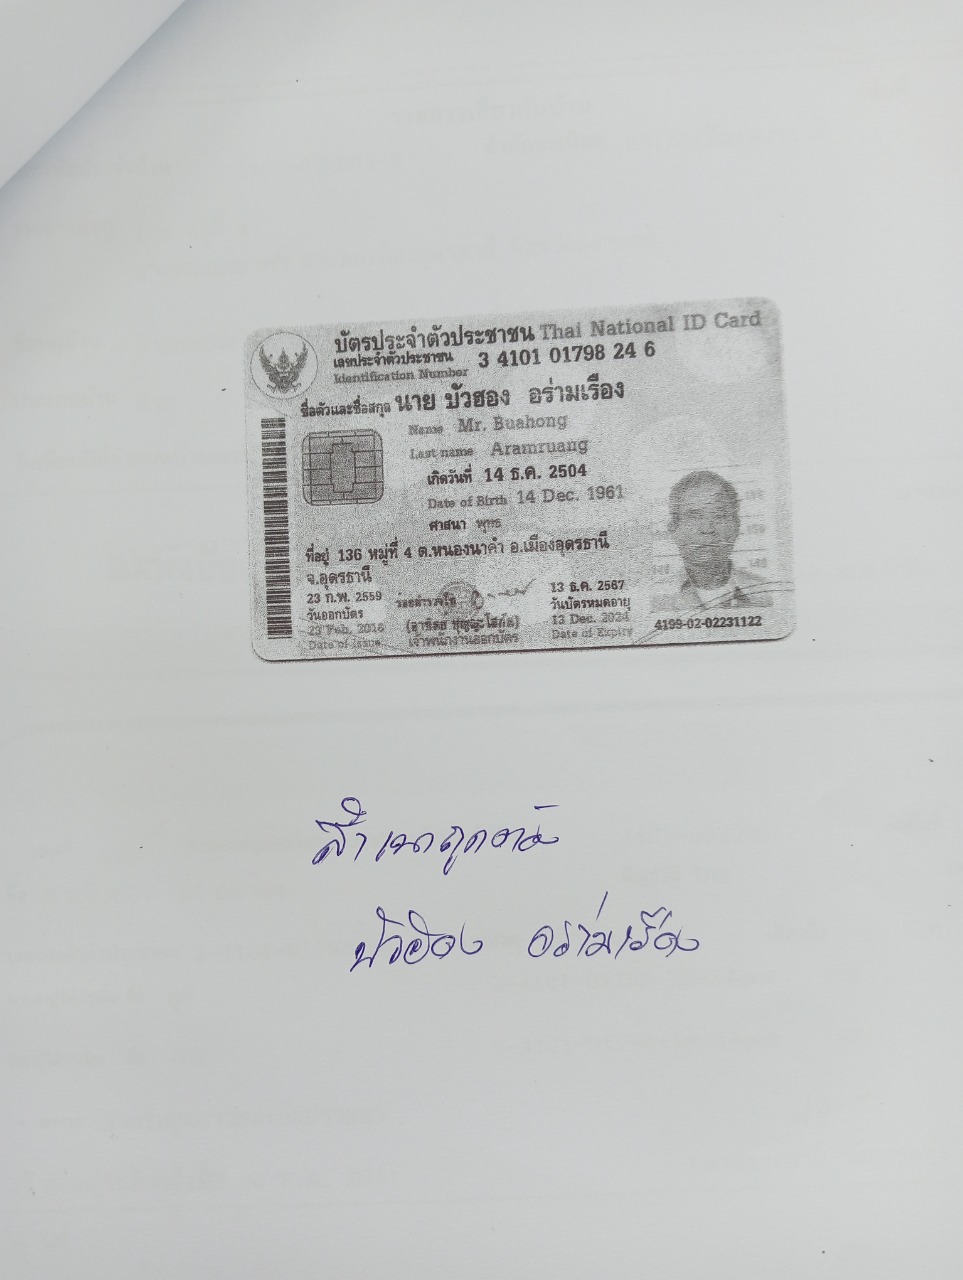 บัตรประจำตัวประชาชน Thai National ID Card
เลขประจำตัวประชาชน 3 4101 01798 24 6
Identification Number
ชื่อตัวและชื่อสกุล นาย บัวฮอง อร่ามเรือง
Name Mr. Buahong
Last name Aramruang
เกิดวันที่ 14 ธ.ค. 2504
Date of Birth 14 Dec. 1961
ศาสนา พุทธ
ที่อยู่ 136 หมู่ที่ 4 ต.หนองนาคำ อ.เมืองอุดรธานี
จ.อุดรธานี
23 ก.พ. 2559
วันออกบัตร
23 Feb. 2016
Date of Issue
เจ้าพนักงานออกบัตร
13 ธ.ค. 2567
วันบัตรหมดอายุ
13 Dec. 2024
Date of Expiry
4199-02-02231122
สำเนาถูกต้อง
บัวฮอง อร่ามเรือง